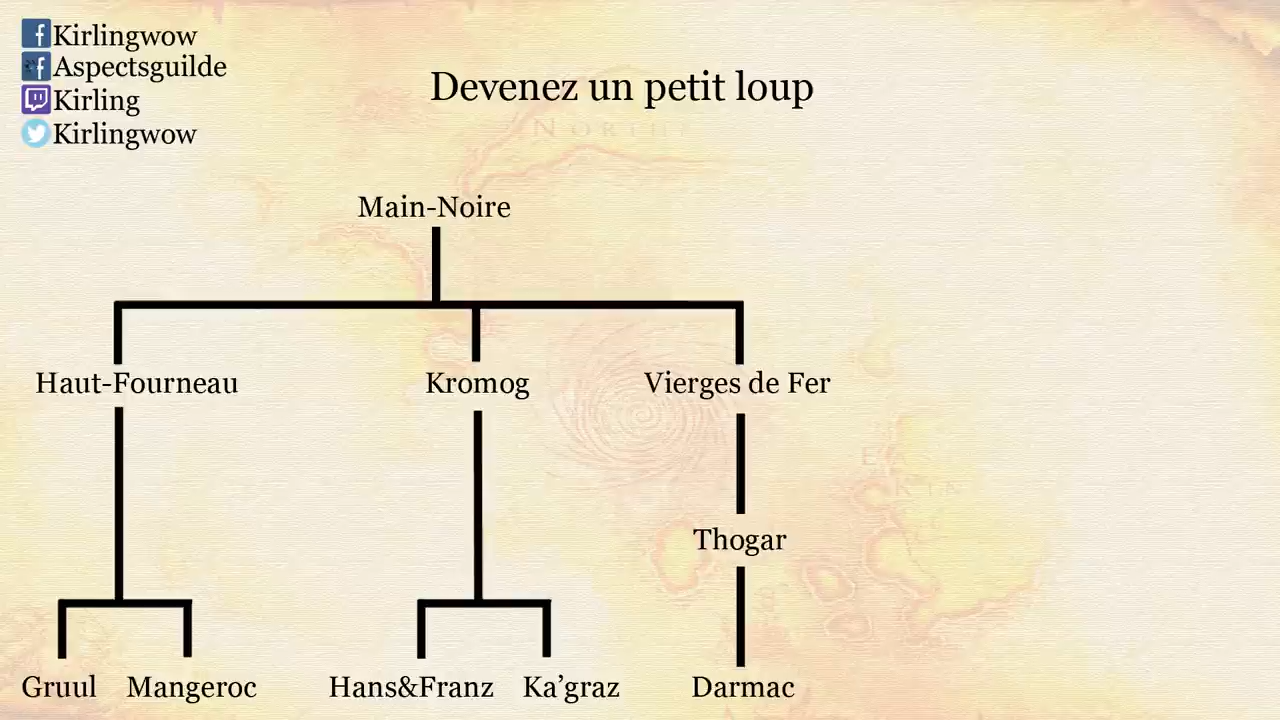 Kirlingwow
Aspectsguilde
Kirling
Kirlingwow
Devenez un petit loup
Main-Noire
Haut-Fourneau Kromog Vierges de Fer
Thogar
Gruul Mangeroc Hans&Franz Ka’graz Darmac